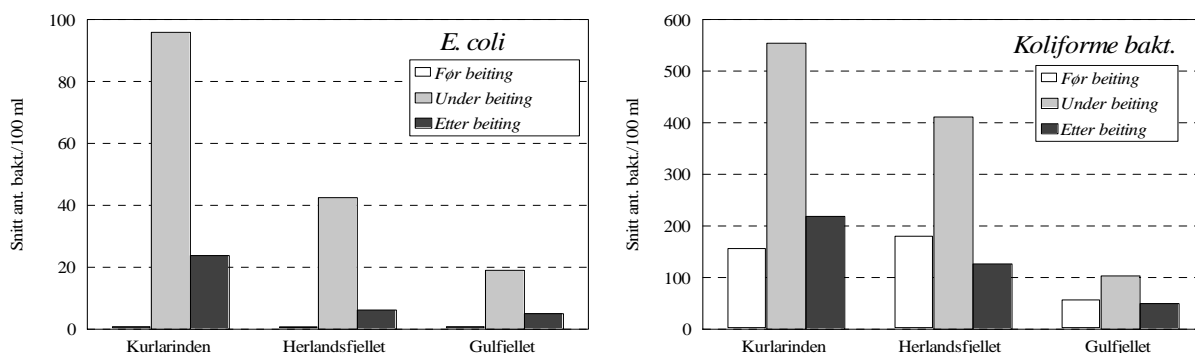 E. coli
Før beiting
Under beiting
Etter beiting
Snitt ant. bakt./100 ml
100
80
60
40
20
0
Kurlarinden Herlandsfjellet Gulfjellet
Koliforme bakt.
Før beiting
Under beiting
Etter beiting
Snitt ant. bakt./100 ml
600
500
400
300
200
100
0
Kurlarinden Herlandsfjellet Gulfjellet